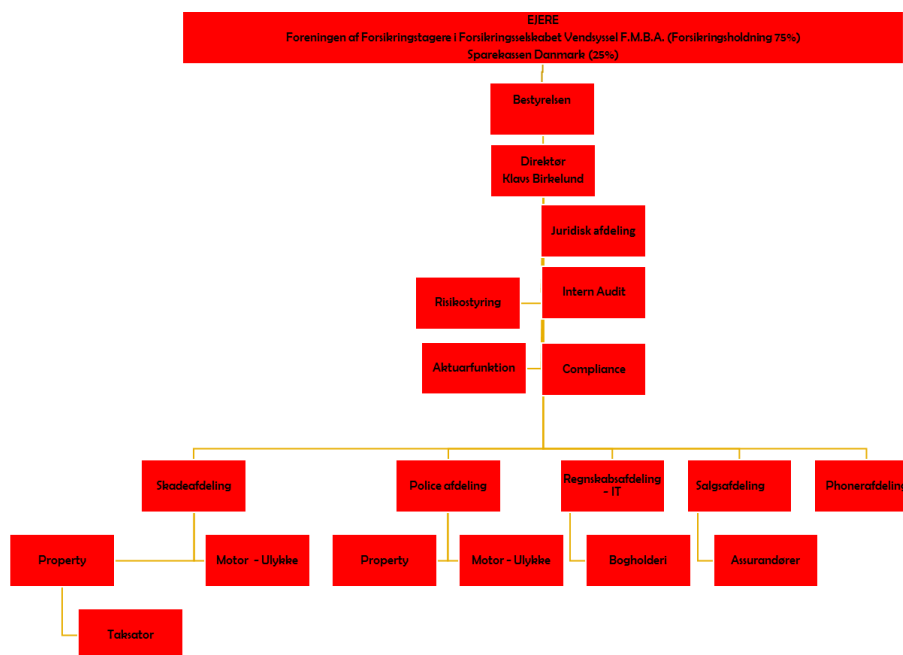 EJERE
Foreningen af Forsikringstagere i Forsikringsselskabet Vendsyssel F.M.B.A. (Forsikringsholdning 75%)
Sparekassen Danmark (25%)
Bestyrelsen
Direktør
Klavs Birkelund
Juridisk afdeling
Intern Audit
Risikostyring
Aktuarfunktion
Compliance
Skadeafdeling
Police afdeling
Regnskabsafdeling
- IT
Salgsafdeling
Phonerafdeling
Property
Motor - Ulykke
Property
Motor - Ulykke
Bogholderi
Assurandører
Taksator